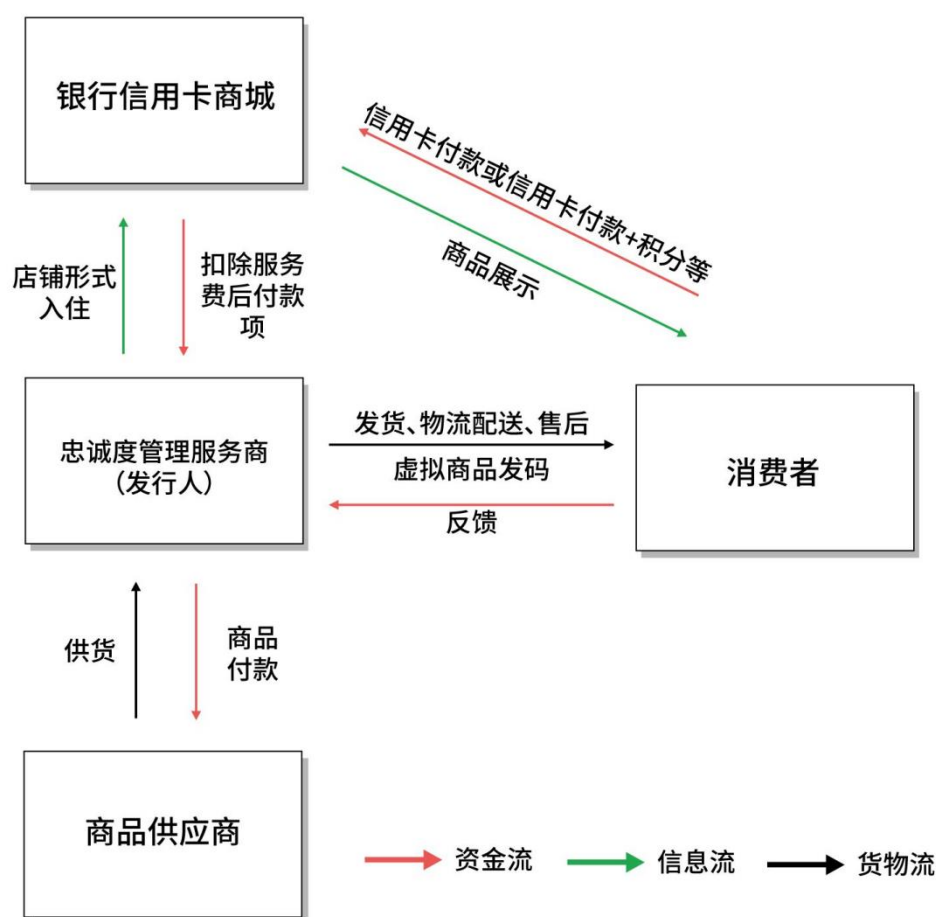 银行信用卡商城
信用卡付款或信用卡付款+积分等
商品展示
店铺形式
入住
扣除服务
费后付款
项
忠诚度管理服务商
（发行人）
发货、物流配送、售后
虚拟商品发码
反馈
消费者
供货
商品
付款
商品供应商
资金流
信息流
货物流